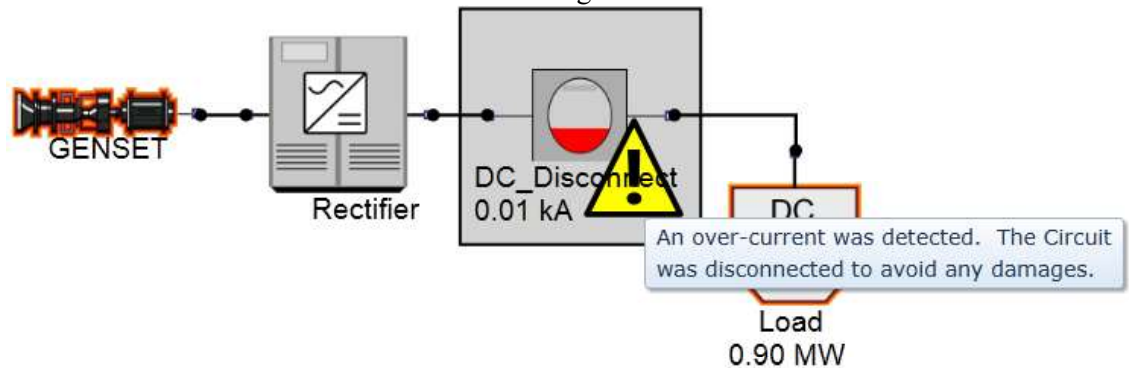 GENSET
Rectifier
DC_Disconnect
0.01 kA
DC
An over-current was detected. The Circuit
was disconnected to avoid any damages.
Load
0.90 MW